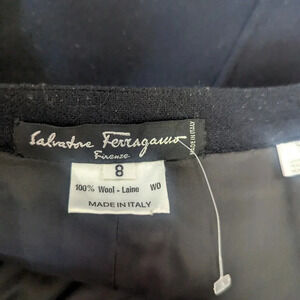 Salvatore Ferragamo
Firenze
8
100% Wool - Laine WO
MADE IN ITALY